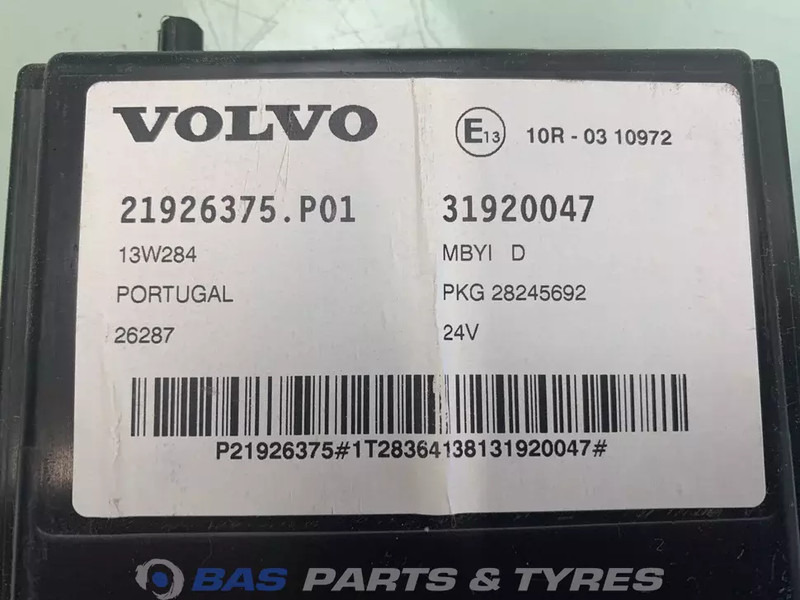 VOLVO
E13 10R - 03 10972
21926375.P01 31920047
13W284 MBYI D
PORTUGAL PKG 28245692
26287 24V
P21926375#1T28364138131920047#
BAS PARTS & TYRES